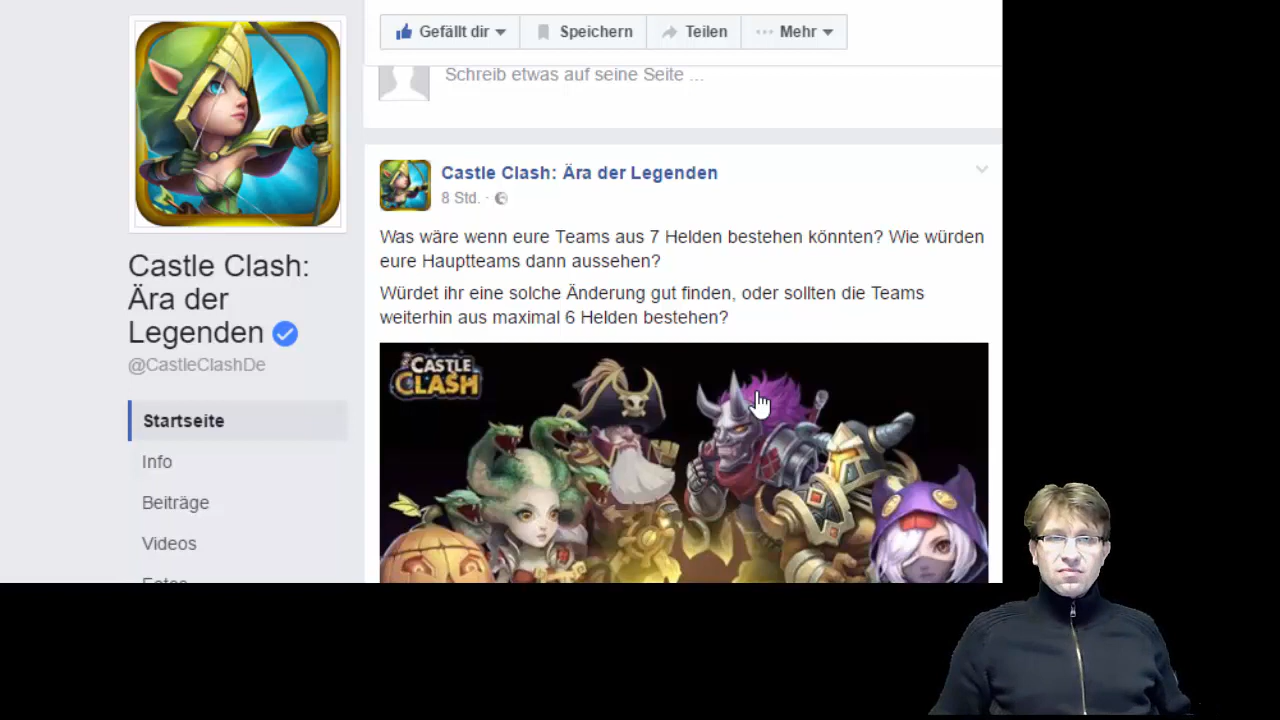 Gefällt dir
Speichern
Teilen
Mehr
Schreib etwas auf seine Seite ...
Castle Clash: Ära der Legenden
8 Std. ·
Was wäre wenn eure Teams aus 7 Helden bestehen könnten? Wie würden
eure Hauptteams dann aussehen?
Würdet ihr eine solche Änderung gut finden, oder sollten die Teams
weiterhin aus maximal 6 Helden bestehen?
CASTLE
CLASH
Castle Clash:
Ära der
Legenden
@CastleClashDe
Startseite
Info
Beiträge
Videos
Fotos